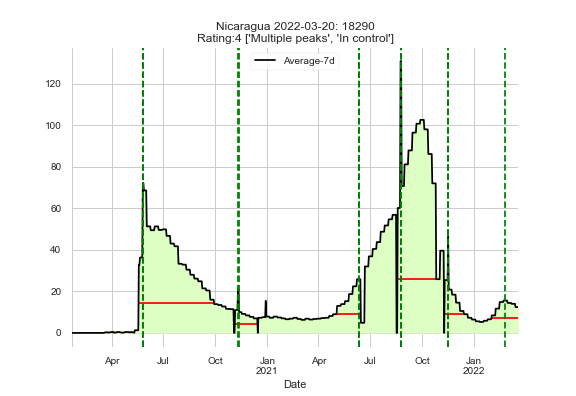 Nicaragua 2022-03-20: 18290
Rating:4 ['Multiple peaks', 'In control']
Average-7d
120
100
80
60
40
20
0
Apr Jul Oct Jan Apr Jul Oct Jan
2021 2022
Date